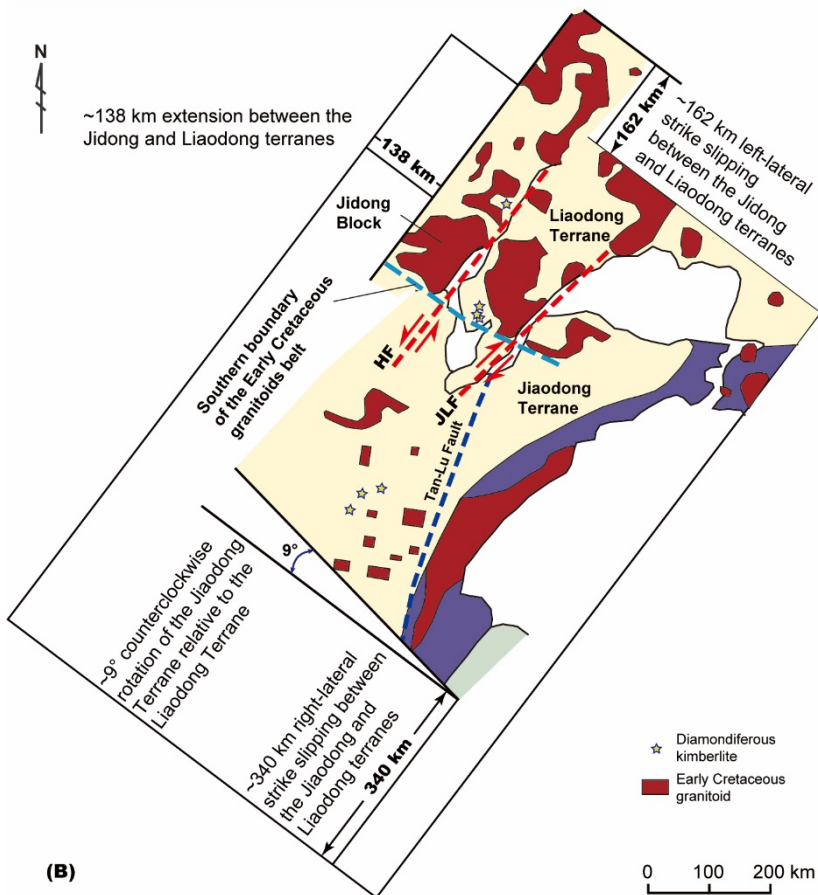 N
~138 km extension between the
Jidong and Liaodong terranes
~138 km
162 km
~162 km left-lateral
strike slipping
between the Jidong
and Liaodong terranes
Jidong
Block
Liaodong
Terrane
Southern boundary
of the Early Cretaceous
granitoids belt
HF
JLF
Jiaodong
Terrane
Tan-Lu Fault
9°
~9° counterclockwise
rotation of the Jiaodong
Terrane relative to the
Liaodong Terrane
~340 km right-lateral
strike slipping between
the Jiaodong and
Liaodong terranes
340 km
Diamondiferous
kimberlite
Early Cretaceous
granitoid
(B)
0 100 200 km